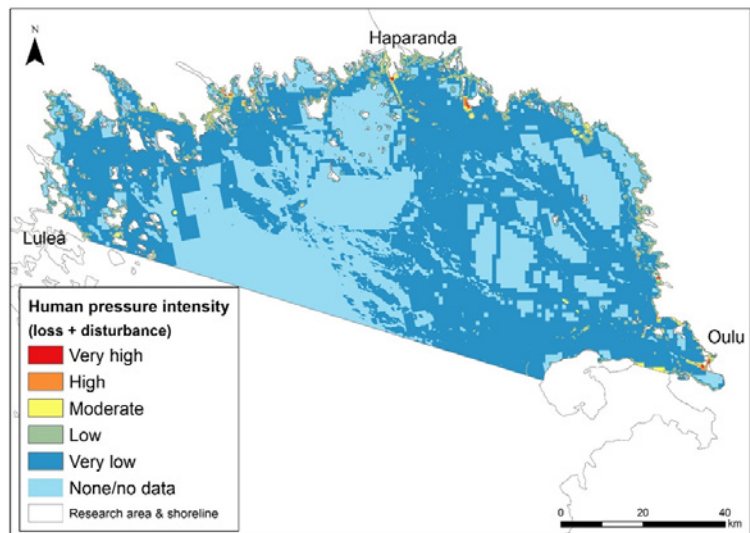 Haparanda
N
Luleå
Oulu
Human pressure intensity
(loss + disturbance)
Very high
High
Moderate
Low
Very low
None/no data
Research area & shoreline
0 20 40
km